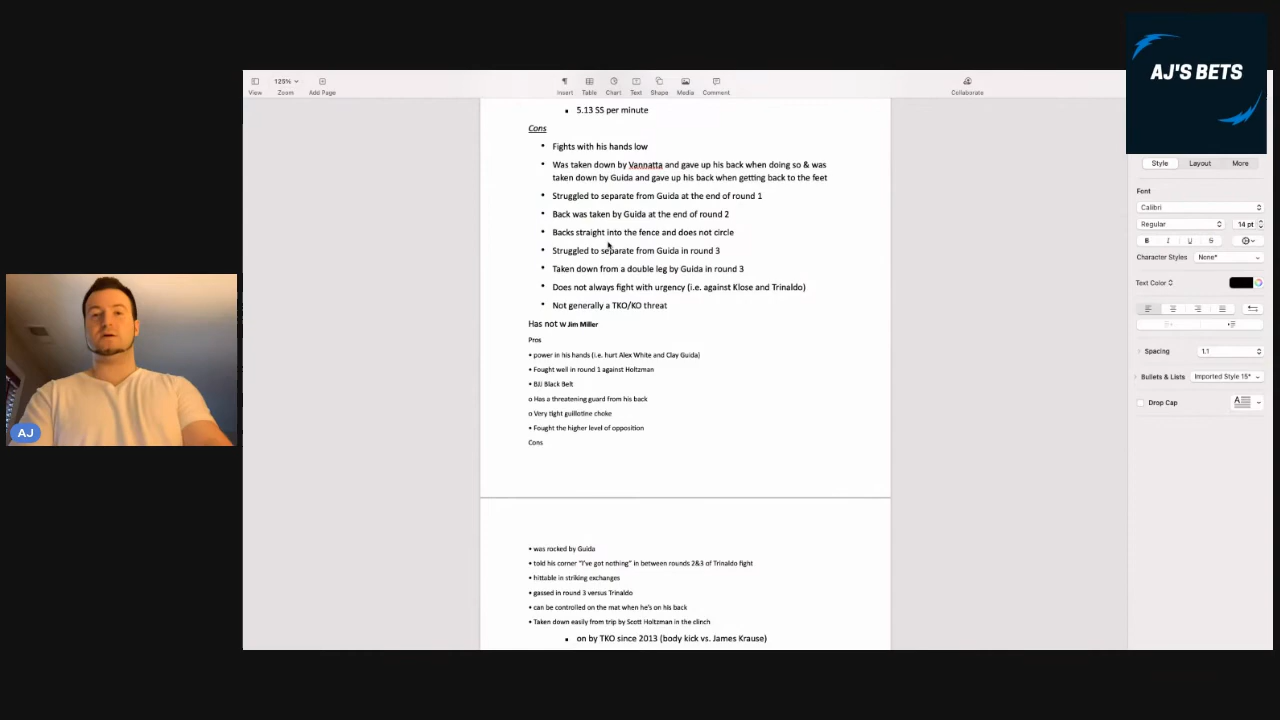 AJ'S BETS
125%
View
Zoom
Add Page
Insert
Table
Chart
Text
Shape
Media
Comment
Collaborate
5.13 SS per minute
Cons
• Fights with his hands low
• Was taken down by Vannatta and gave up his back when doing so & was
taken down by Guida and gave up his back when getting back to the feet
• Struggled to separate from Guida at the end of round 1
• Back was taken by Guida at the end of round 2
• Backs straight into the fence and does not circle
• Struggled to separate from Guida in round 3
• Taken down from a double leg by Guida in round 3
• Does not always fight with urgency (i.e. against Klose and Trinaldo)
• Not generally a TKO/KO threat
Has not W Jim Miller
Pros
• power in his hands (i.e. hurt Alex White and Clay Guida)
• Fought well in round 1 against Holtzman
• BJJ Black Belt
o Has a threatening guard from his back
o Very tight guillotine choke
• Fought the higher level of opposition
Cons
• was rocked by Guida
• told his corner "I've got nothing" in between rounds 2&3 of Trinaldo fight
• hittable in striking exchanges
• gassed in round 3 versus Trinaldo
• can be controlled on the mat when he's on his back
• Taken down easily from trip by Scott Holtzman in the clinch
▪ on by TKO since 2013 (body kick vs. James Krause)
Style
Layout
More
Font
Calibri
Regular
14 pt
B I U S
Character Styles
None*
Text Color
Spacing
1.1
Bullets & Lists
Imported Style 15*
Drop Cap
A
AJ